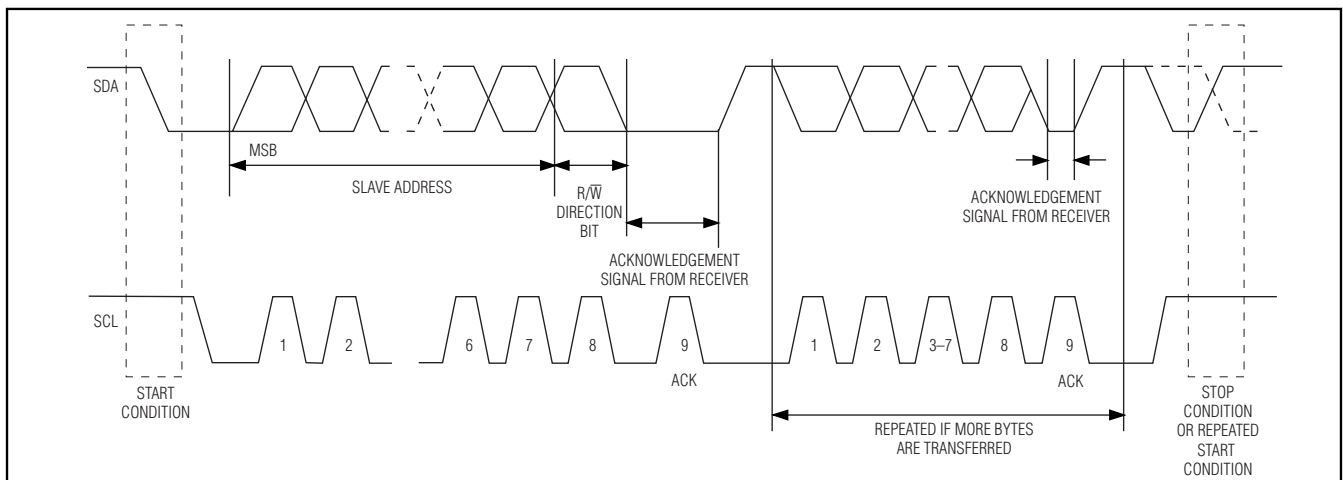 SDA
MSB
SLAVE ADDRESS
R/W̅
DIRECTION
BIT
ACKNOWLEDGEMENT
SIGNAL FROM RECEIVER
ACKNOWLEDGEMENT
SIGNAL FROM RECEIVER
SCL
1 2 6 7 8 9 1 2 3–7 8 9
ACK ACK
START
CONDITION
REPEATED IF MORE BYTES
ARE TRANSFERRED
STOP
CONDITION
OR REPEATED
START
CONDITION